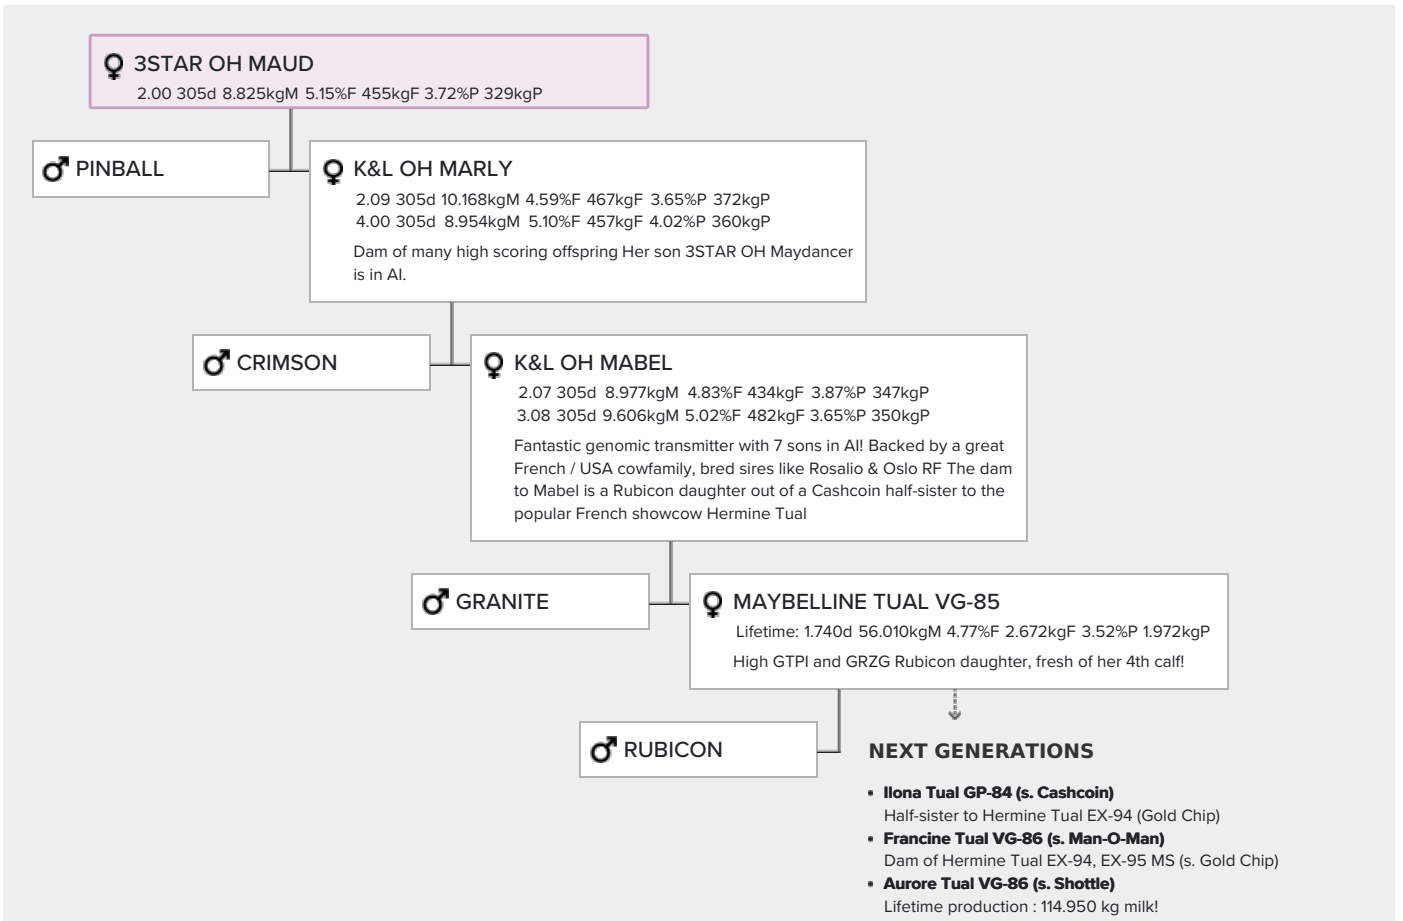 3STAR OH MAUD
2.00 305d 8.825kgM 5.15%F 455kgF 3.72%P 329kgP
PINBALL
K&L OH MARLY
2.09 305d 10.168kgM 4.59%F 467kgF 3.65%P 372kgP
4.00 305d 8.954kgM 5.10%F 457kgF 4.02%P 360kgP
Dam of many high scoring offspring Her son 3STAR OH Maydancer
is in AI.
CRIMSON
K&L OH MABEL
2.07 305d 8.977kgM 4.83%F 434kgF 3.87%P 347kgP
3.08 305d 9.606kgM 5.02%F 482kgF 3.65%P 350kgP
Fantastic genomic transmitter with 7 sons in AI! Backed by a great
French / USA cowfamily, bred sires like Rosalio & Oslo RF The dam
to Mabel is a Rubicon daughter out of a Cashcoin half-sister to the
popular French showcow Hermine Tual
GRANITE
MAYBELLINE TUAL VG-85
Lifetime: 1.740d 56.010kgM 4.77%F 2.672kgF 3.52%P 1.972kgP
High GTPI and GRZG Rubicon daughter, fresh of her 4th calf!
RUBICON
NEXT GENERATIONS
• Ilona Tual GP-84 (s. Cashcoin)
Half-sister to Hermine Tual EX-94 (Gold Chip)
• Francine Tual VG-86 (s. Man-O-Man)
Dam of Hermine Tual EX-94, EX-95 MS (s. Gold Chip)
• Aurore Tual VG-86 (s. Shottle)
Lifetime production : 114.950 kg milk!